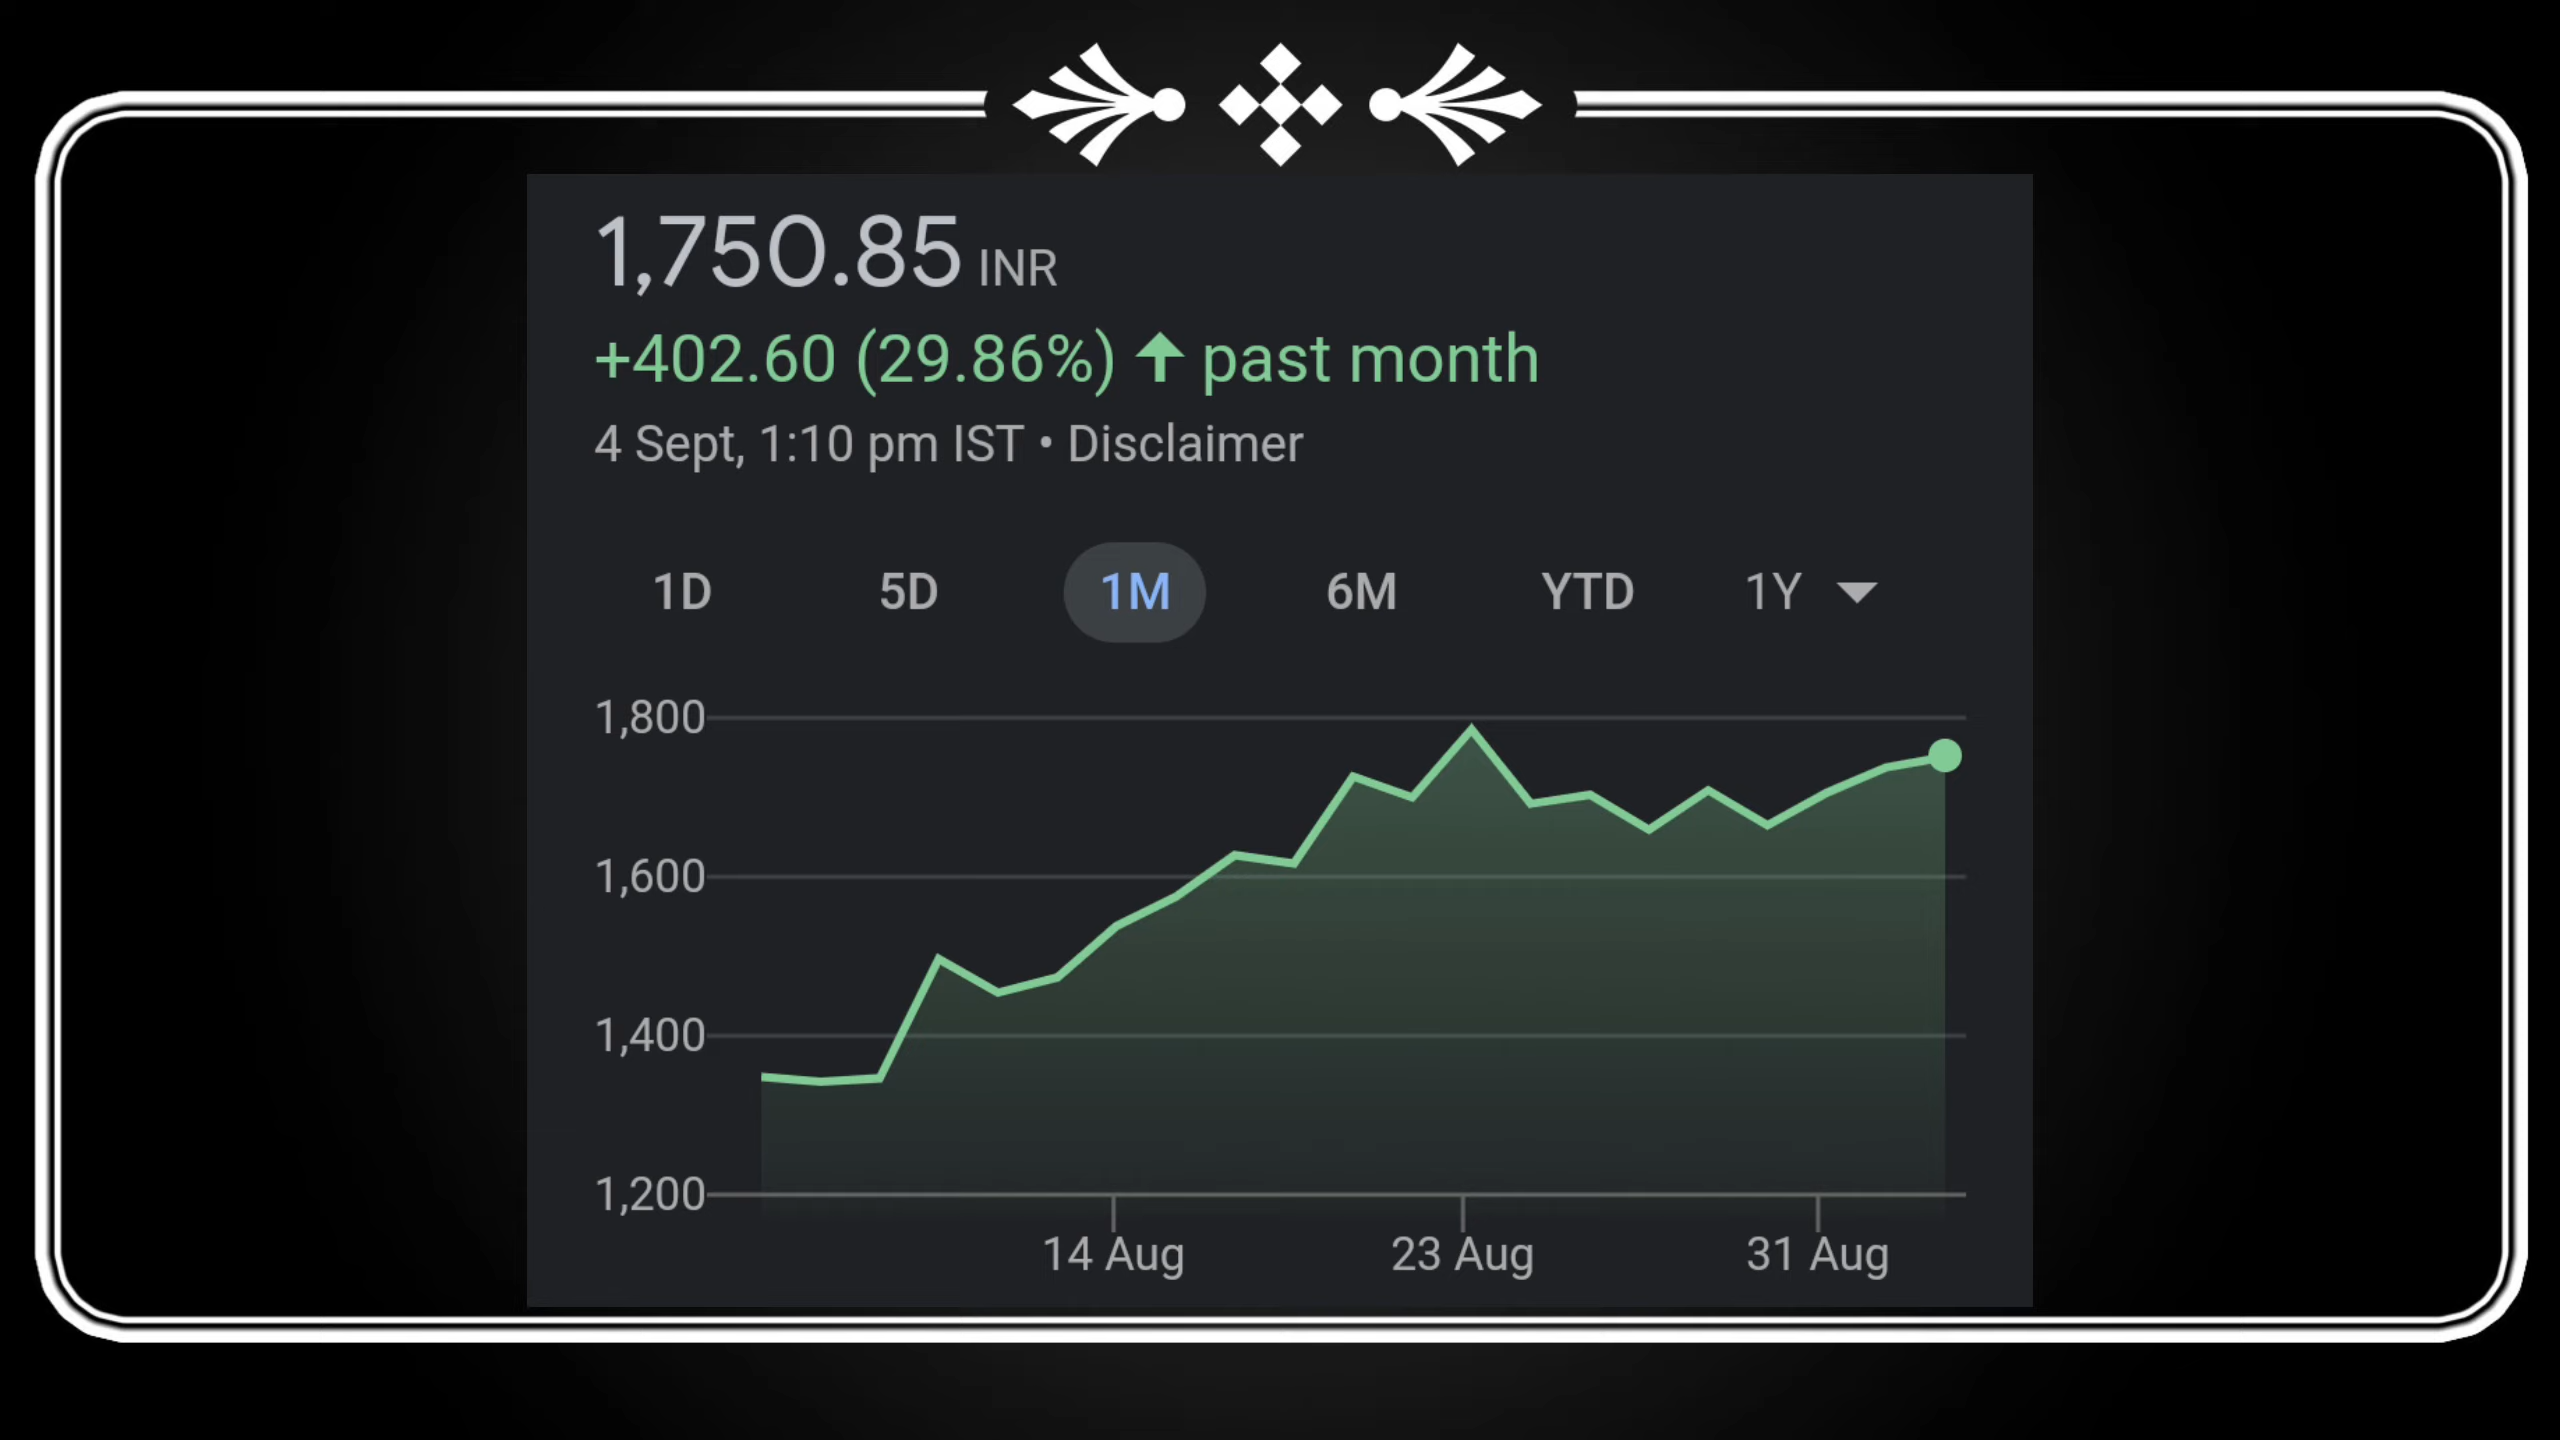 1,750.85 INR
+402.60 (29.86%) ↑ past month
4 Sept, 1:10 pm IST • Disclaimer
1D 5D 1M 6M YTD 1Y
1,800
1,600
1,400
1,200
14 Aug 23 Aug 31 Aug